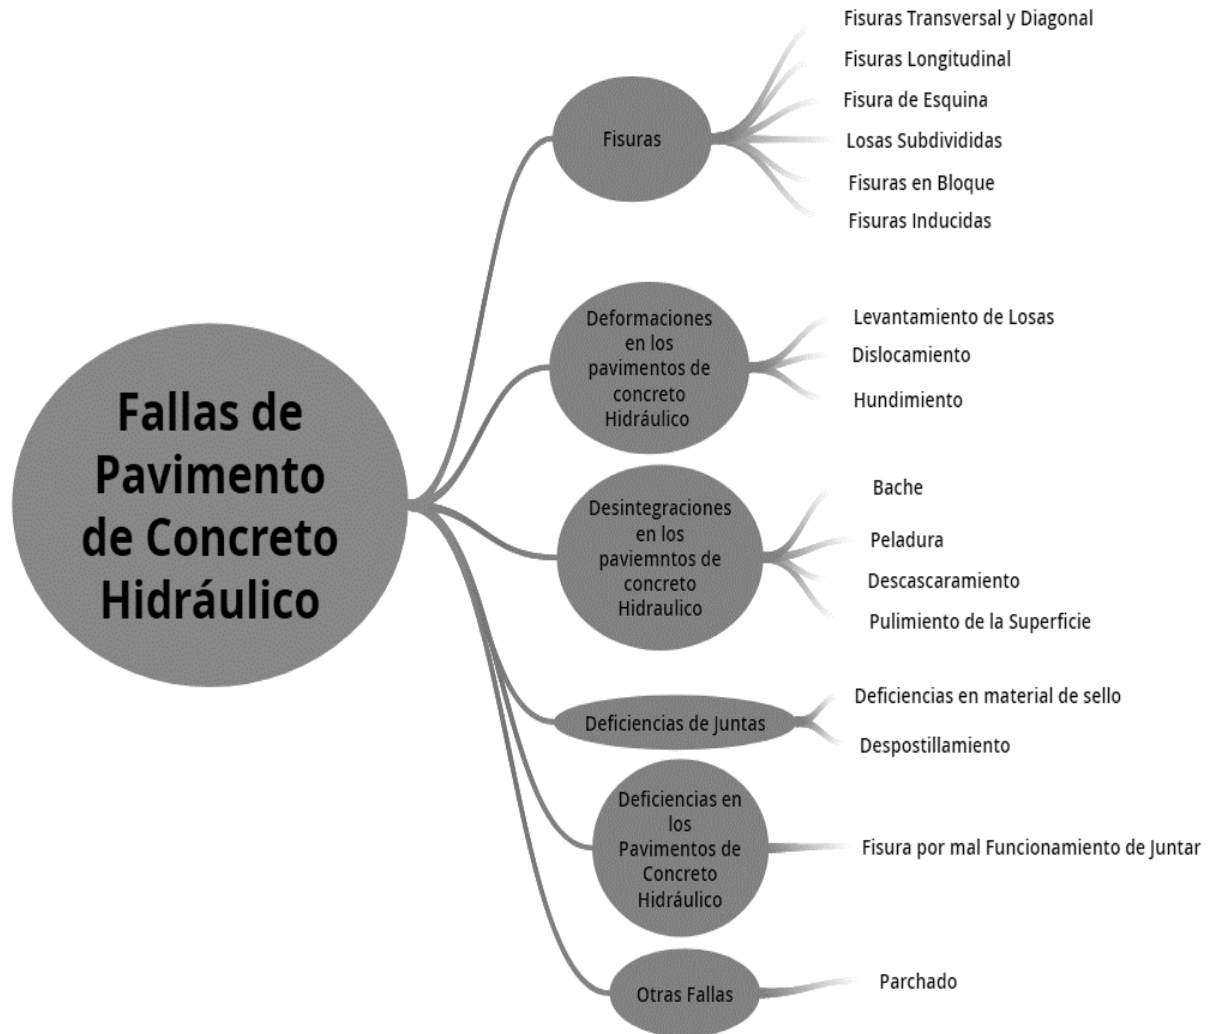 Fallas de
Pavimento
de Concreto
Hidráulico
Fisuras
Fisuras Transversal y Diagonal
Fisuras Longitudinal
Fisura de Esquina
Losas Subdivididas
Fisuras en Bloque
Fisuras Inducidas
Deformaciones
en los
pavimentos de
concreto
Hidráulico
Levantamiento de Losas
Dislocamiento
Hundimiento
Desintegraciones
en los
paviemntos de
concreto
Hidraulico
Bache
Peladura
Descascaramiento
Pulimiento de la Superficie
Deficiencias de Juntas
Deficiencias en material de sello
Despostillamiento
Deficiencias en
los
Pavimentos de
Concreto
Hidráulico
Fisura por mal Funcionamiento de Juntar
Otras Fallas
Parchado